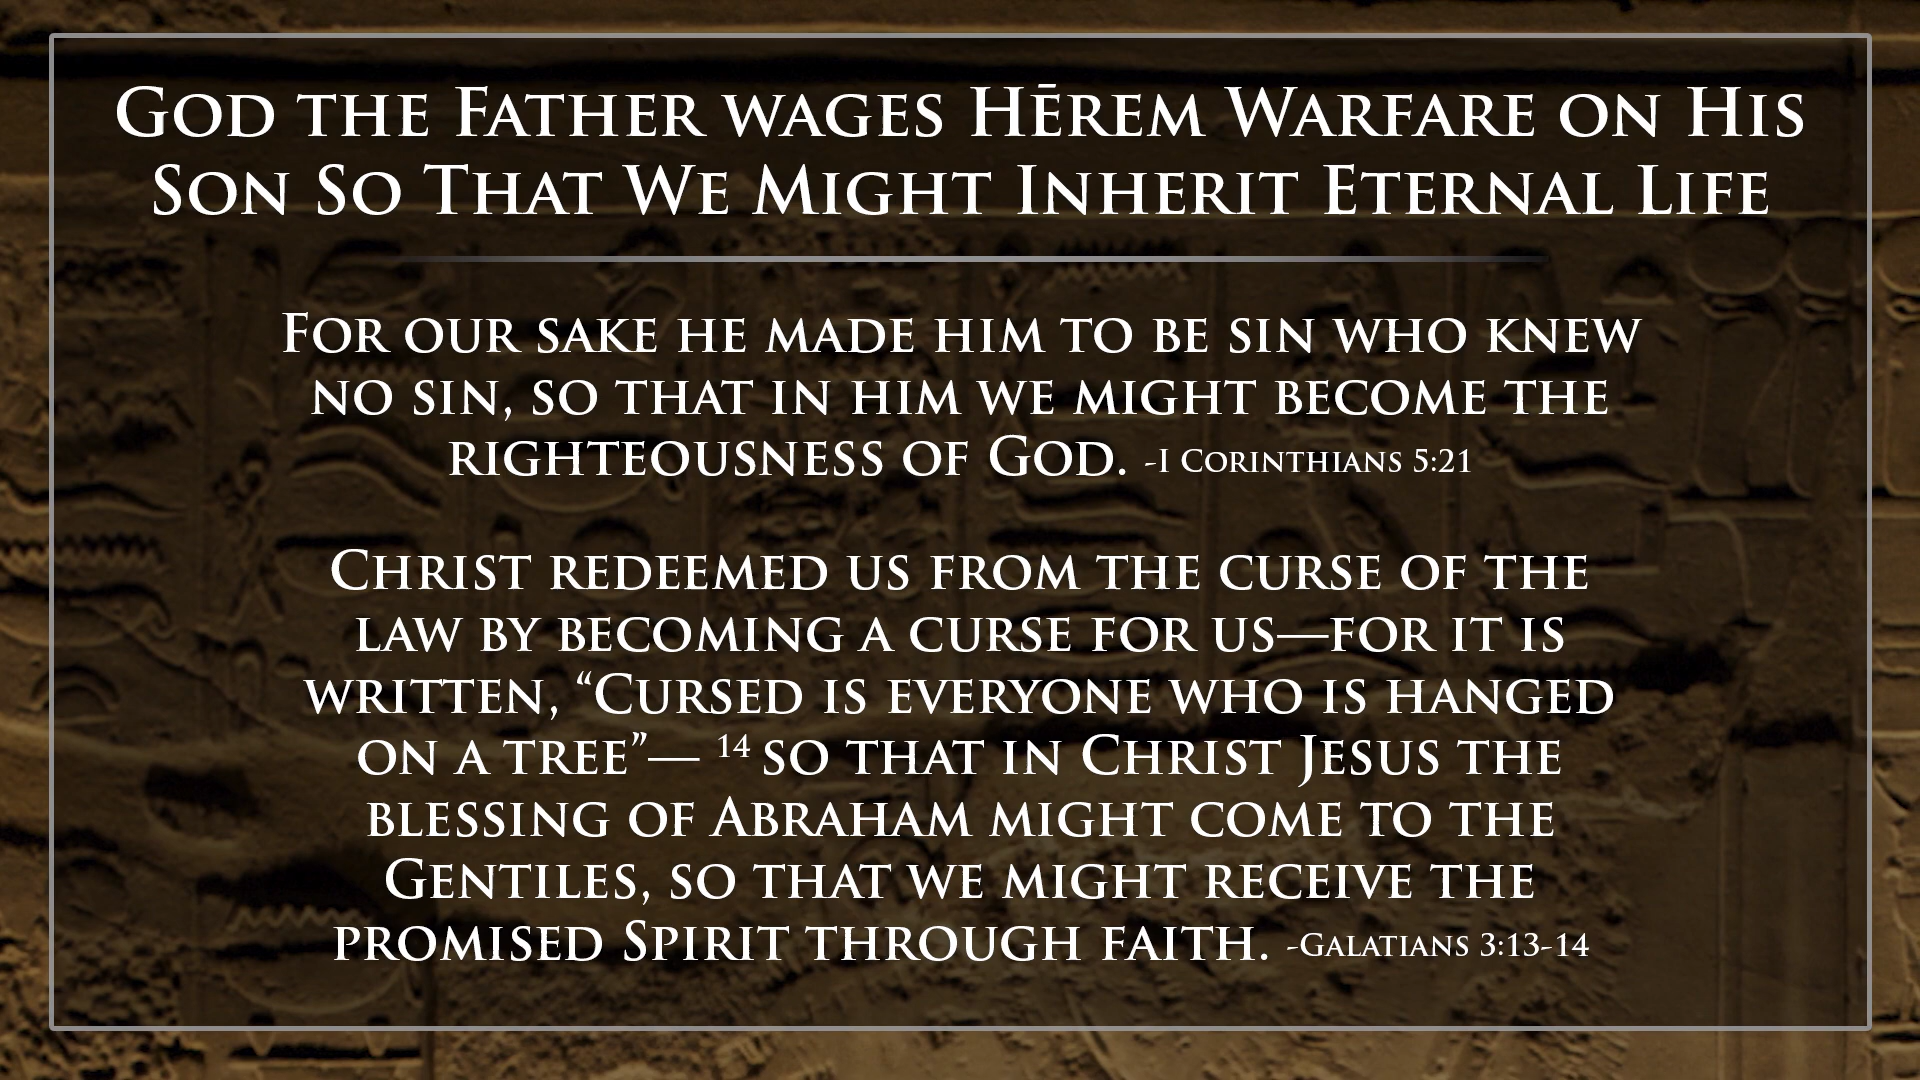 God the Father wages Hērem Warfare on His
Son So That We Might Inherit Eternal Life
For our sake he made him to be sin who knew
no sin, so that in him we might become the
righteousness of God. -I Corinthians 5:21
Christ redeemed us from the curse of the
law by becoming a curse for us—for it is
written, “Cursed is everyone who is hanged
on a tree”— 14 so that in Christ Jesus the
blessing of Abraham might come to the
Gentiles, so that we might receive the
promised Spirit through faith. -Galatians 3:13-14